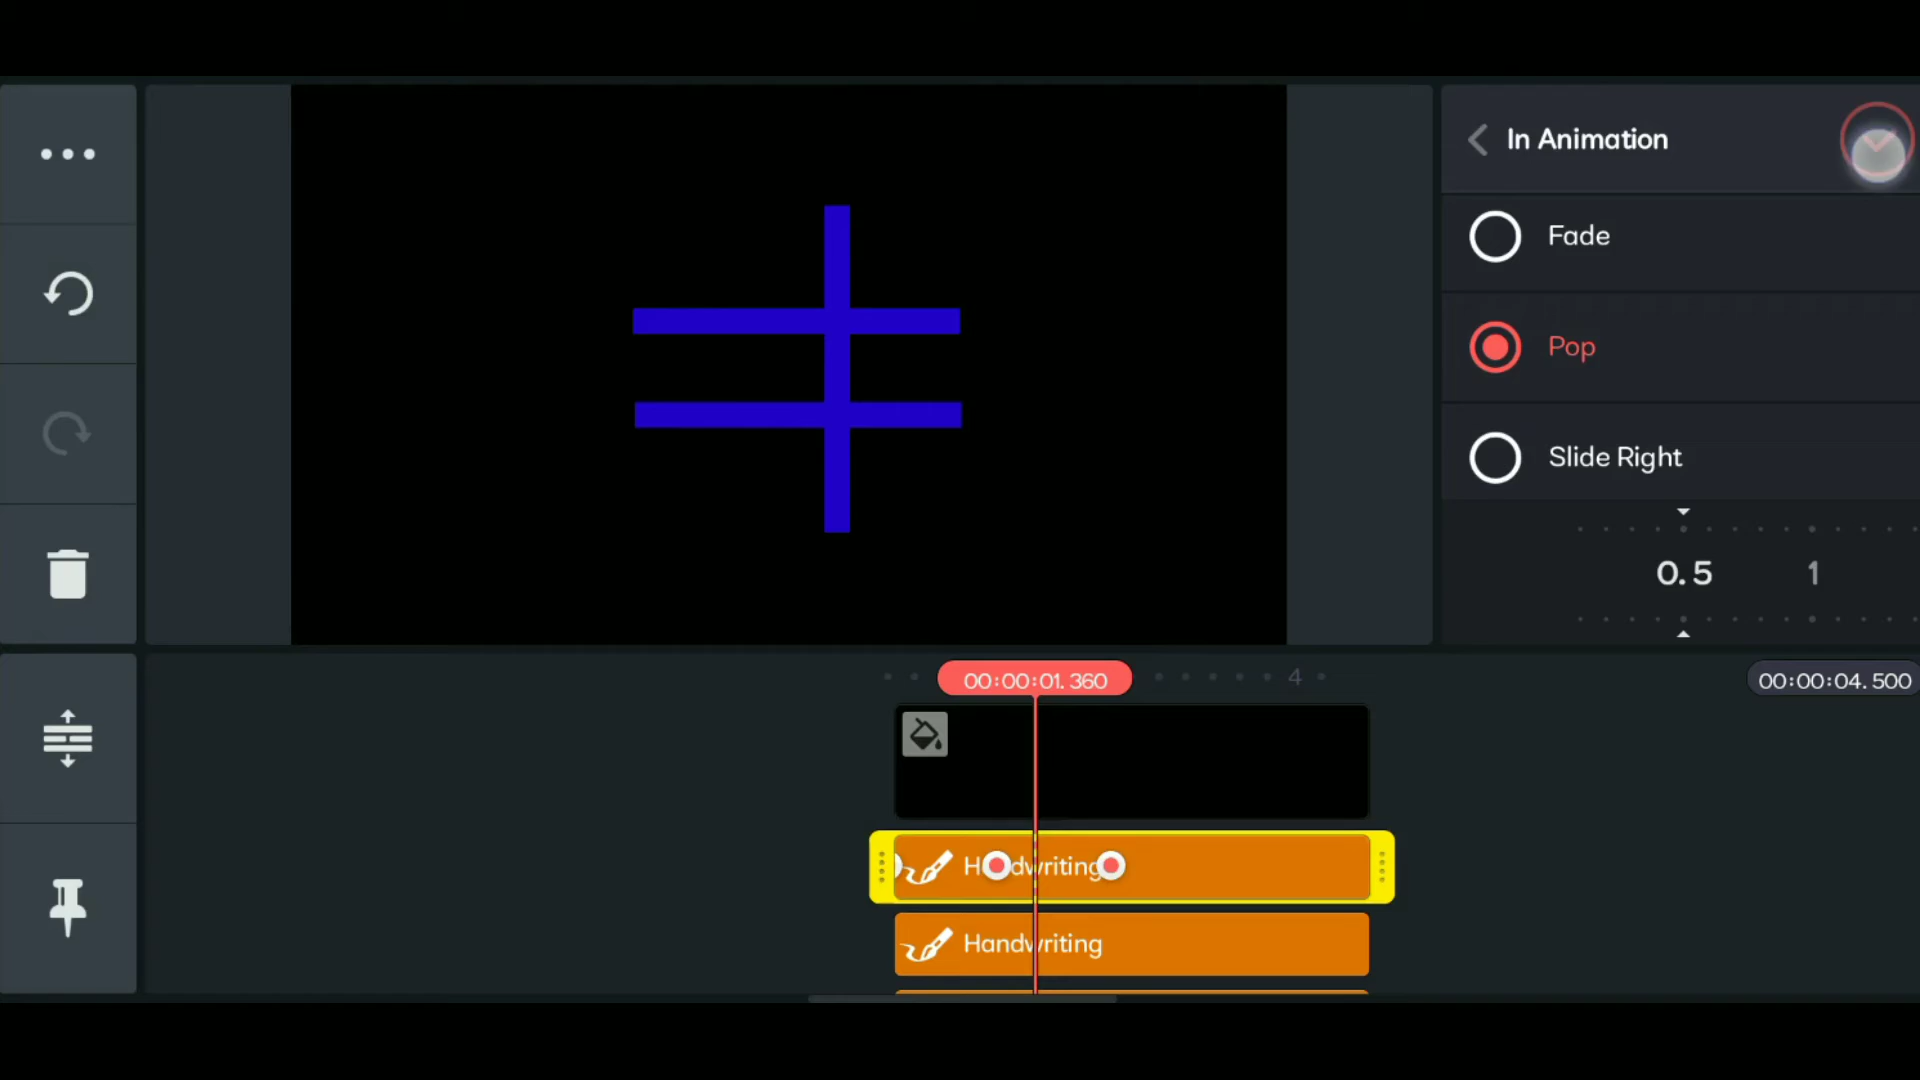 In Animation
Fade
Pop
Slide Right
0.5 1
00:00:01.360 4 00:00:04.500
Handwriting
Handwriting